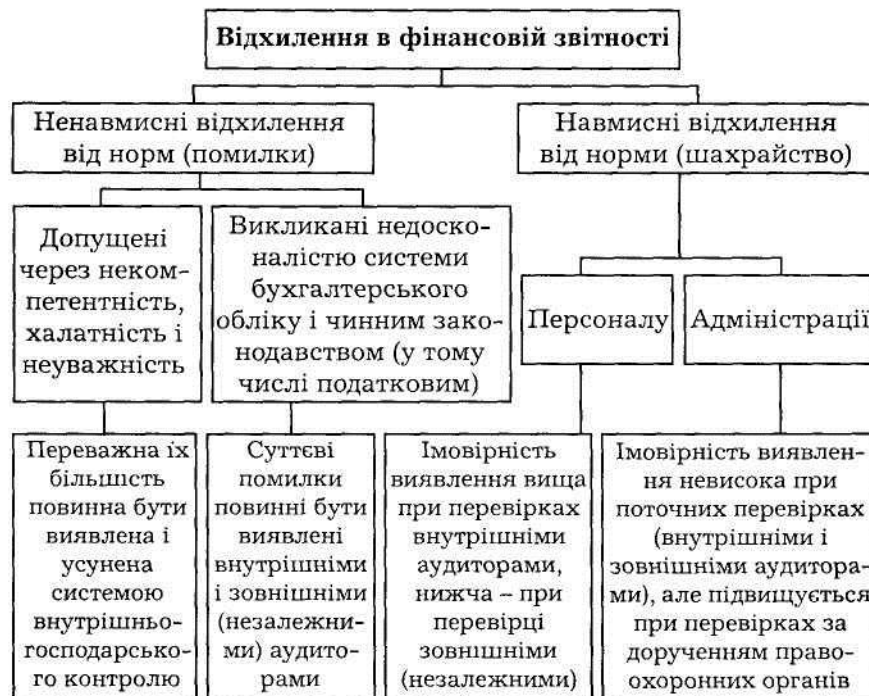 Відхилення в фінансовій звітності
Ненавмисні відхилення
від норм (помилки)
Навмисні відхилення
від норми (шахрайство)
Допущені
через неком-
петентність,
халатність і
неуважність
Викликані недоско-
налістю системи
бухгалтерського
обліку і чинним зако-
нодавством (у тому
числі податковим)
Персоналу
Адміністрації
Переважна їх
більшість
повинна бути
виявлена і
усунена
системою
внутрішньо-
господарсько-
го контролю
Суттєві
помилки
повинні бути
виявлені
внутрішніми
і зовнішніми
(незалежни-
ми) аудито-
рами
Імовірність
виявлення вища
при перевірках
внутрішніми
аудиторами,
нижча – при
перевірці
зовнішніми
(незалежними)
Імовірність виявлен-
ня невисока при
поточних перевірках
(внутрішніми і
зовнішніми аудитора-
ми), але підвищується
при перевірках за
дорученням право-
охоронних органів